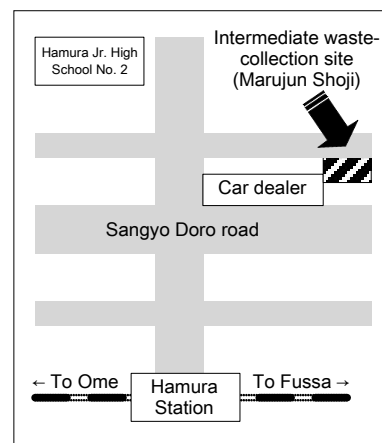 Hamura Jr. High
School No. 2
Intermediate waste-
collection site
(Marujun Shoji)
Car dealer
Sangyo Doro road
← To Ome
Hamura
Station
To Fussa →